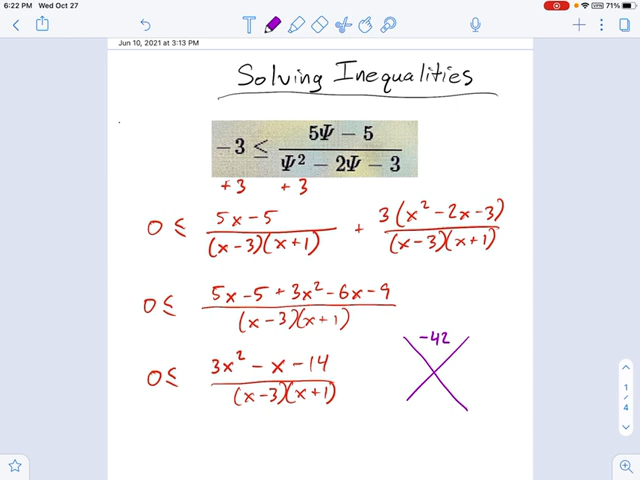 6:22 PM Wed Oct 27
71%
Jun 10, 2021 at 3:13 PM
Solving Inequalities
-3 ≤ (5Ψ - 5)/(Ψ² - 2Ψ - 3)
+3 +3
0 ≤ (5x - 5)/((x-3)(x+1)) + 3(x² - 2x - 3)/((x-3)(x+1))
0 ≤ (5x - 5 + 3x² - 6x - 9)/((x-3)(x+1))
-42
0 ≤ (3x² - x - 14)/((x-3)(x+1))
1
/
4